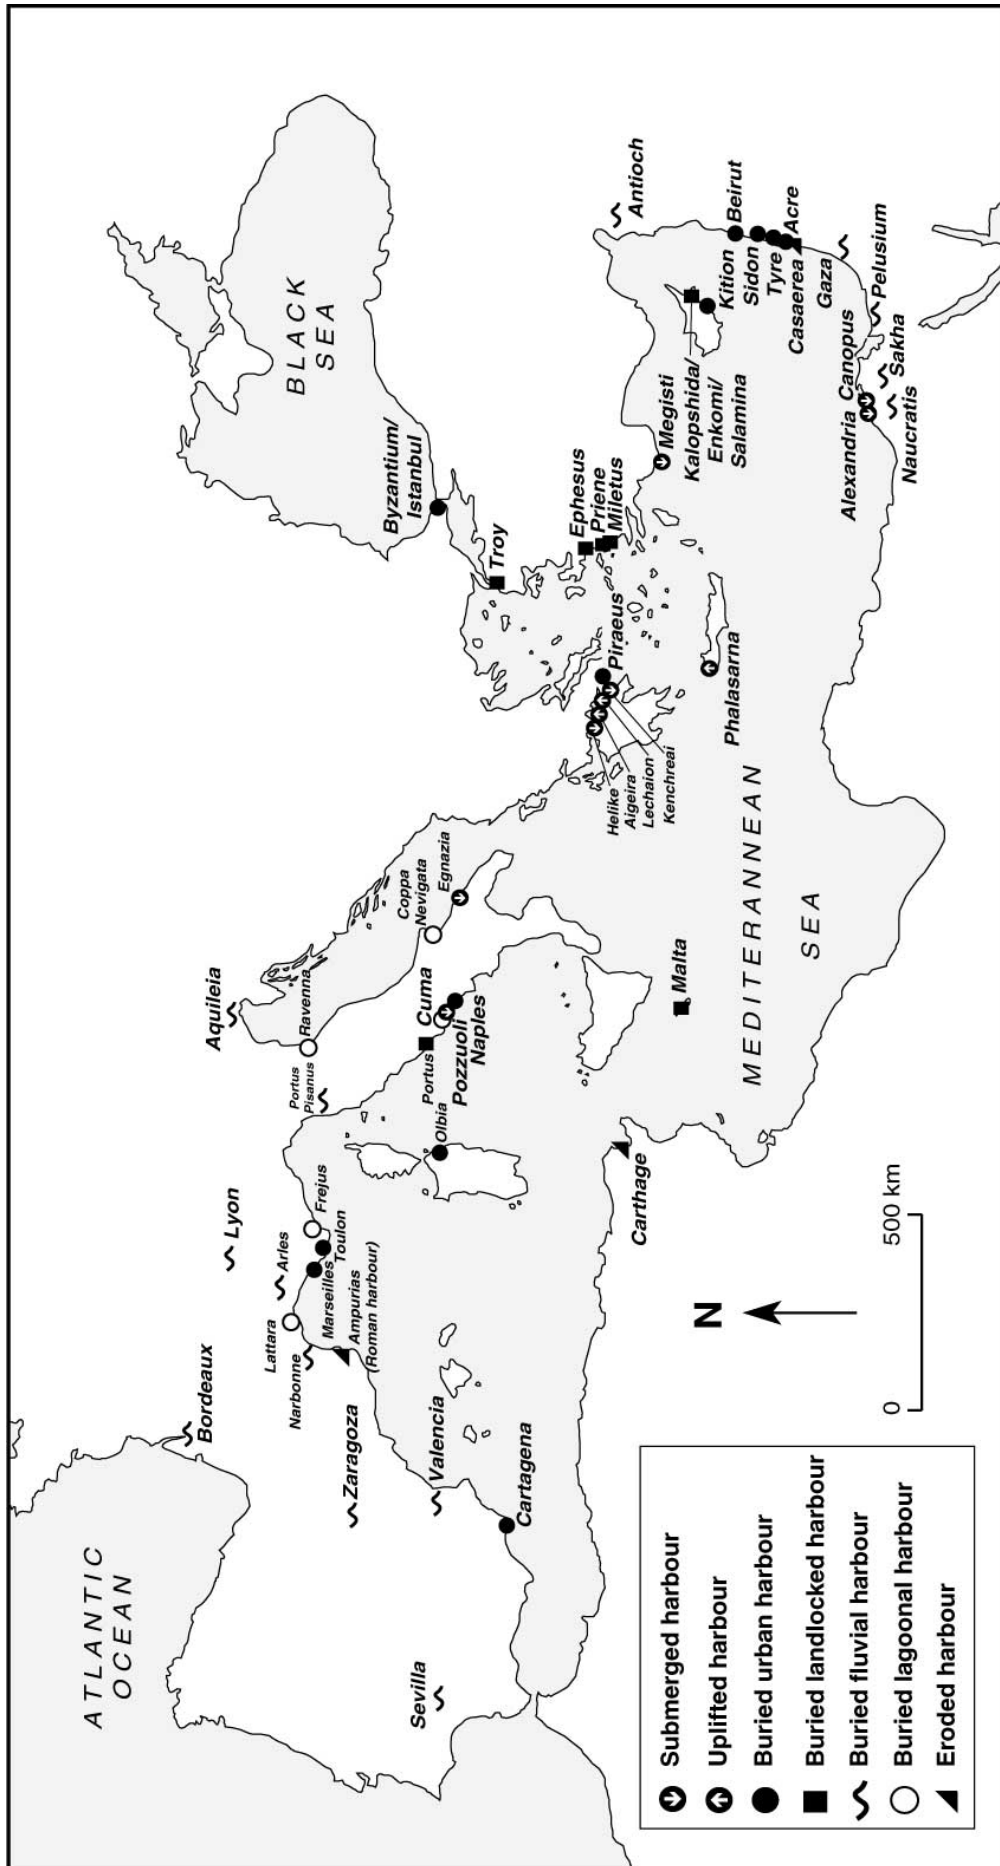 ATLANTIC
OCEAN
BLACK
SEA
MEDITERANNEAN
SEA
Bordeaux
Lyon
Aquileia
Portus
Pisanus
Ravenna
Lattara
Arles
Frejus
Narbonne
Marseilles
Toulon
Ampurias
(Roman harbour)
Zaragoza
Valencia
Cartagena
Sevilla
Olbia
Portus
Cuma
Pozzuoli
Naples
Coppa
Nevigata
Egnazia
Carthage
Malta
Helike
Aigeira
Lechaion
Kenchreai
Piraeus
Phalasarna
Byzantium/
Istanbul
Troy
Ephesus
Priene
Miletus
Megisti
Kalopshida/
Enkomi/
Salamina
Kition
Antioch
Beirut
Sidon
Tyre
Acre
Casaerea
Gaza
Pelusium
Canopus
Sakha
Alexandria
Naucratis
N
0
500 km
Submerged harbour
Uplifted harbour
Buried urban harbour
Buried landlocked harbour
Buried fluvial harbour
Buried lagoonal harbour
Eroded harbour